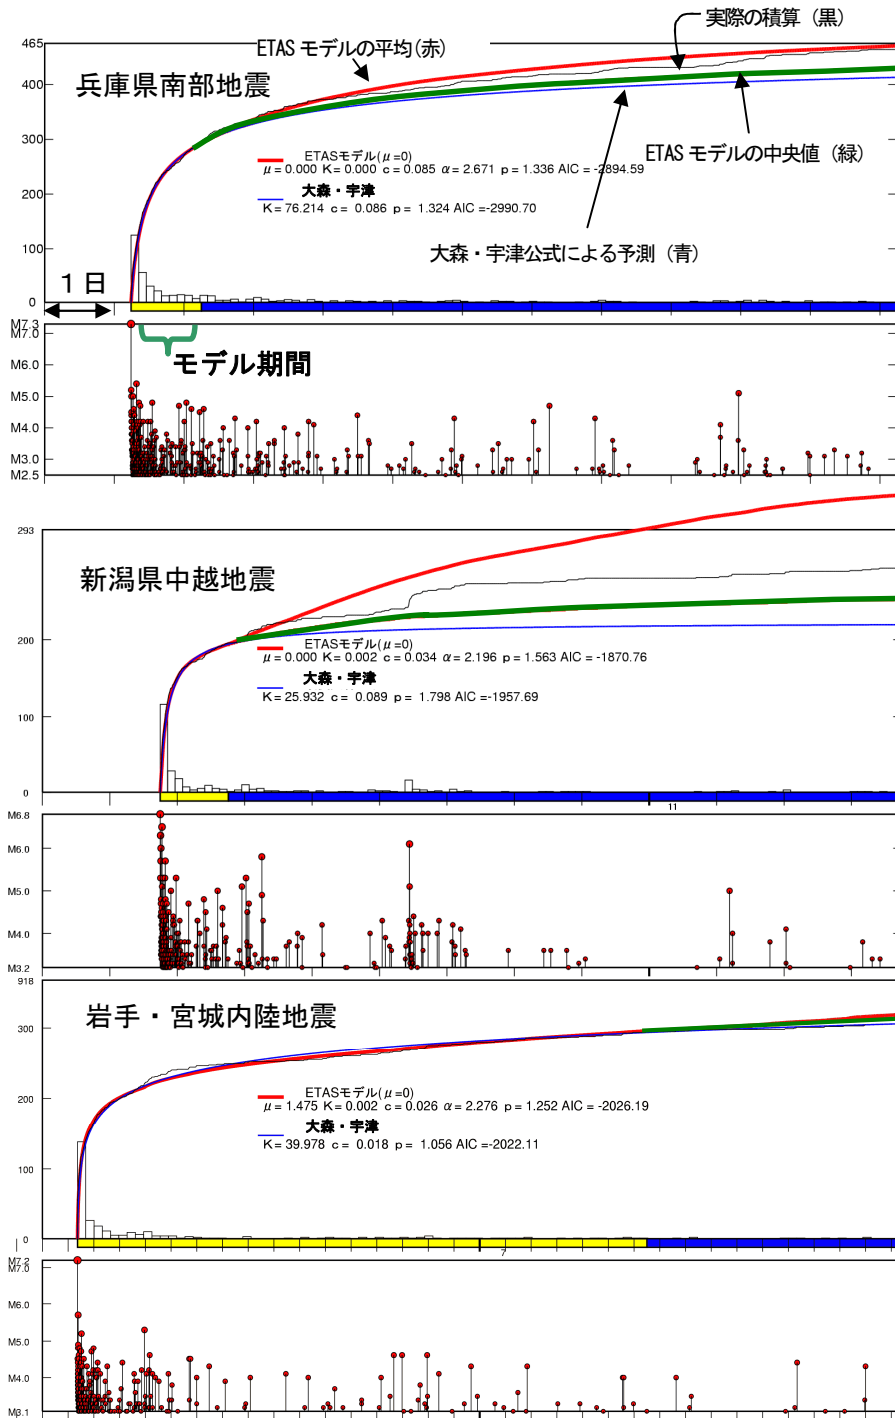 実際の積算（黒）
ETAS モデルの平均(赤)
465
兵庫県南部地震
400
300
ETASモデル(μ=0)
μ = 0.000 K = 0.000 c = 0.085 α = 2.671 p = 1.336 AIC = -2894.59
ETAS モデルの中央値（緑）
大森・宇津
K = 76.214 c = 0.086 p = 1.324 AIC = -2990.70
200
大森・宇津公式による予測（青）
100
１日
0
M7.3
M7.0
モデル期間
M6.0
M5.0
M4.0
M3.0
M2.5
293
新潟県中越地震
200
ETASモデル(μ=0)
μ = 0.000 K = 0.002 c = 0.034 α = 2.196 p = 1.563 AIC = -1870.76
大森・宇津
K = 25.932 c = 0.089 p = 1.798 AIC = -1957.69
100
0
11
M6.8
M6.0
M5.0
M4.0
M3.2
918
岩手・宮城内陸地震
300
200
ETASモデル(μ=0)
μ = 1.475 K = 0.002 c = 0.026 α = 2.276 p = 1.252 AIC = -2026.19
大森・宇津
K = 39.978 c = 0.018 p = 1.056 AIC = -2022.11
100
0
7
M7.2
M7.0
M6.0
M5.0
M4.0
M3.1